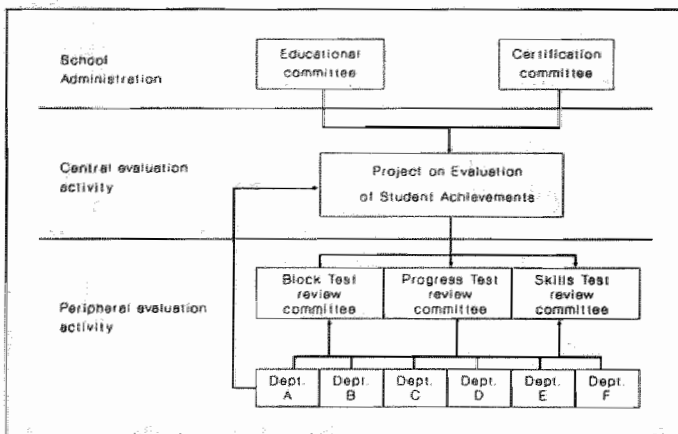 School
Administration
Educational
committee
Certification
committee
Central evaluation
activity
Project on Evaluation
of Student Achievements
Peripheral evaluation
activity
Block Test
review
committee
Progress Test
review
committee
Skills Test
review
committee
Dept.
A
Dept.
B
Dept.
C
Dept.
D
Dept.
E
Dept.
F